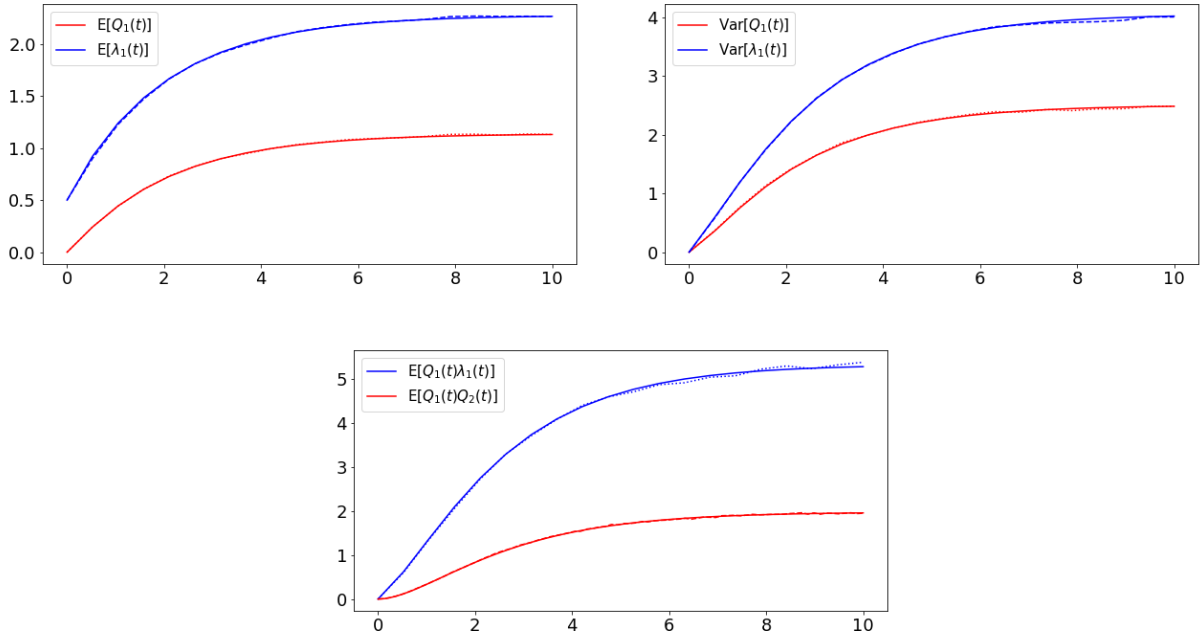 E[Q₁(t)]
E[λ₁(t)]
2.0
1.5
1.0
0.5
0.0
0 2 4 6 8 10
Var[Q₁(t)]
Var[λ₁(t)]
4
3
2
1
0
0 2 4 6 8 10
E[Q₁(t)λ₁(t)]
E[Q₁(t)Q₂(t)]
5
4
3
2
1
0
0 2 4 6 8 10